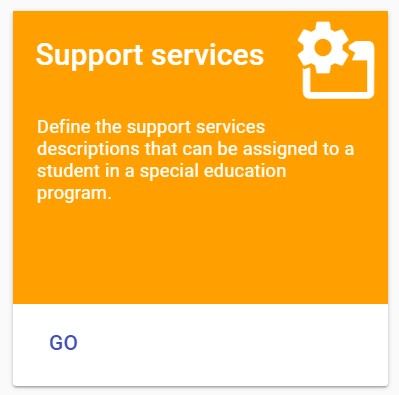 Support services
Define the support services
descriptions that can be assigned to a
student in a special education
program.
GO